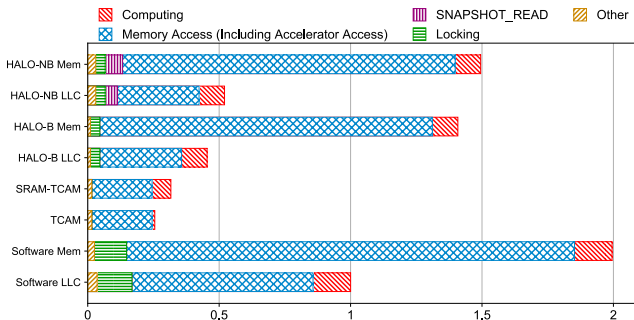 Computing SNAPSHOT_READ Other
Memory Access (Including Accelerator Access) Locking
HALO-NB Mem
HALO-NB LLC
HALO-B Mem
HALO-B LLC
SRAM-TCAM
TCAM
Software Mem
Software LLC
0 0.5 1 1.5 2